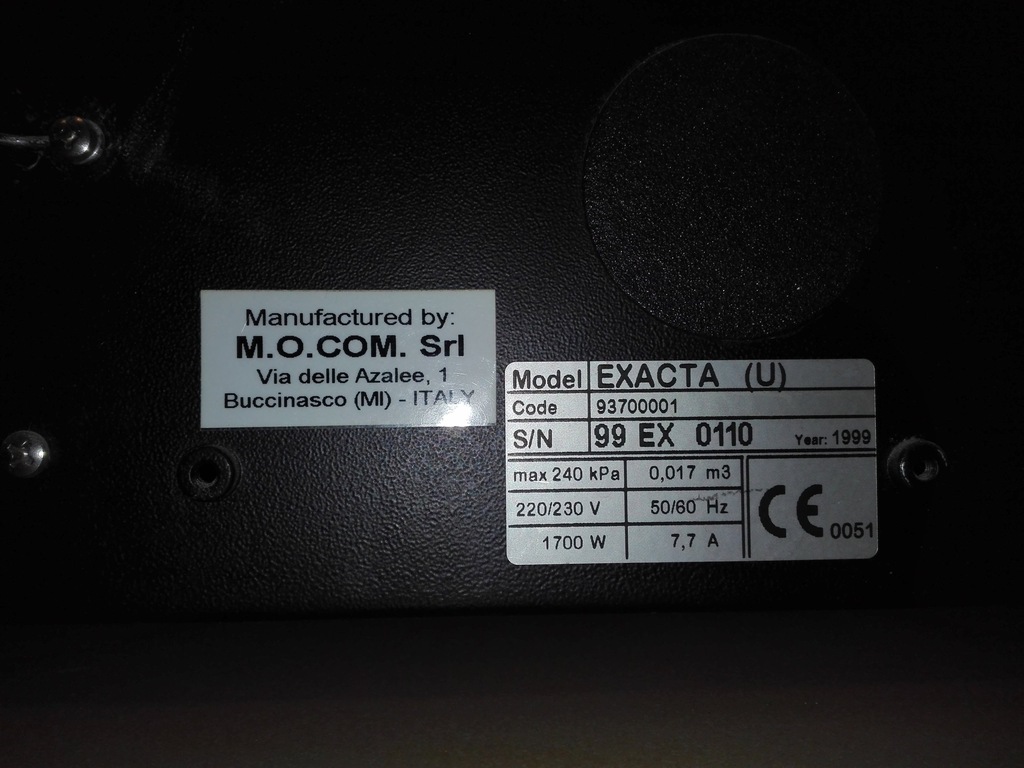 Manufactured by:
M.O.COM. Srl
Via delle Azalee, 1
Buccinasco (MI) - ITALY
Model EXACTA (U)
Code 93700001
S/N 99 EX 0110 Year: 1999
max 240 kPa 0,017 m3
220/230 V 50/60 Hz
1700 W 7,7 A
CE 0051